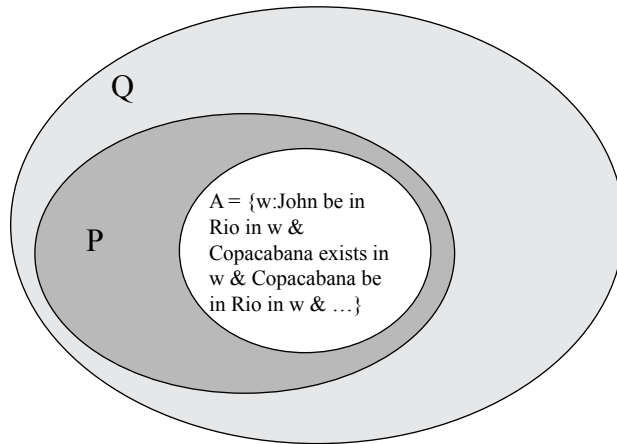 Q
P
A = {w:John be in
Rio in w &
Copacabana exists in
w & Copacabana be
in Rio in w & …}